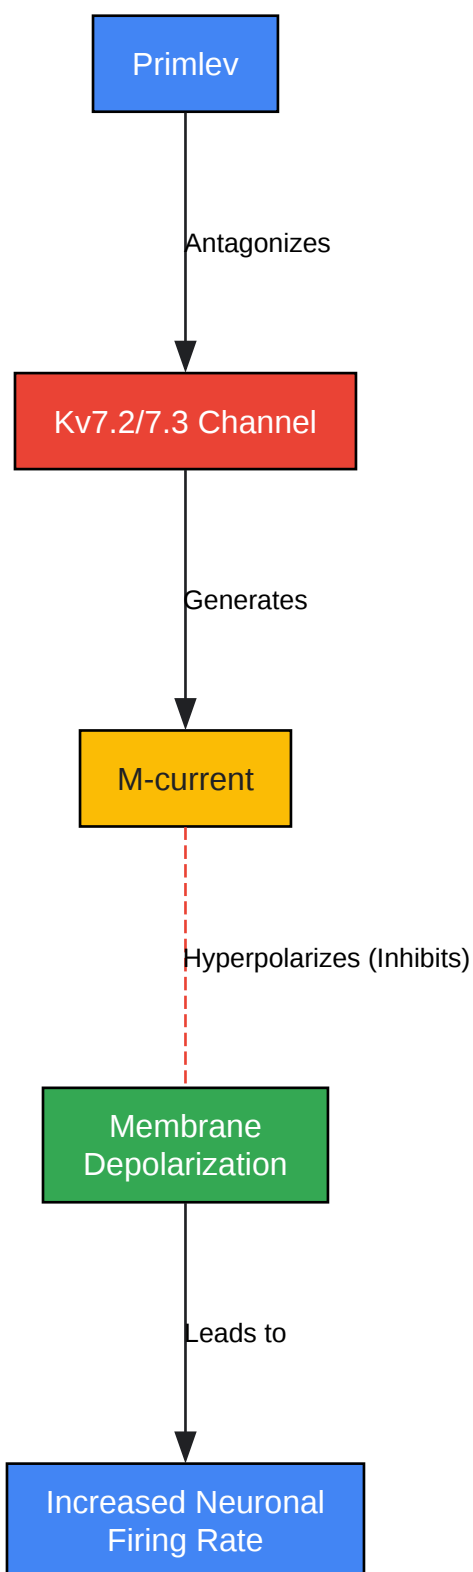 Primlev
Antagonizes
Kv7.2/7.3 Channel
Generates
M-current
Hyperpolarizes (Inhibits)
Membrane
Depolarization
Leads to
Increased Neuronal
Firing Rate